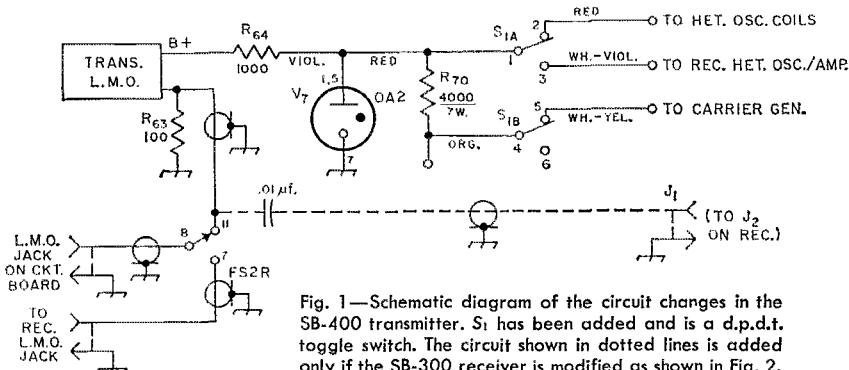 TRANS.
L.M.O.
B+
R64
1000
VIOL.
RED
1,5
V7
OA2
7
R70
4000
7W.
ORG.
S1A
1
2
RED
TO HET. OSC. COILS
3
WH.-VIOL.
TO REC. HET. OSC./AMP.
S1B
4
5
WH.-YEL.
TO CARRIER GEN.
6
R63
100
.01 µf.
11
8
7
L.M.O.
JACK
ON CKT.
BOARD
FS2R
TO
REC.
L.M.O.
JACK
J1
(TO J2
ON REC.)
Fig. 1—Schematic diagram of the circuit changes in the
SB-400 transmitter. S1 has been added and is a d.p.d.t.
toggle switch. The circuit shown in dotted lines is added
only if the SB-300 receiver is modified as shown in Fig. 2.